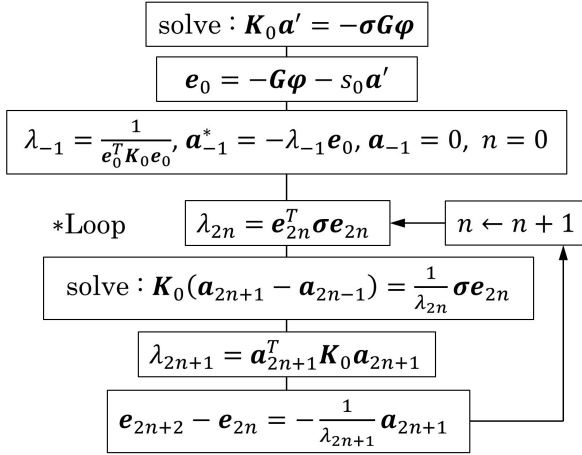 solve : K₀a′ = −σGφ
e₀ = −Gφ − s₀a′
λ₋₁ = 1/(e₀ᵀK₀e₀), a*₋₁ = −λ₋₁e₀, a₋₁ = 0, n = 0
*Loop
λ₂ₙ = e₂ₙᵀσe₂ₙ
n ← n + 1
solve : K₀(a₂ₙ₊₁ − a₂ₙ₋₁) = 1/λ₂ₙ σe₂ₙ
λ₂ₙ₊₁ = a₂ₙ₊₁ᵀK₀a₂ₙ₊₁
e₂ₙ₊₂ − e₂ₙ = −1/λ₂ₙ₊₁ a₂ₙ₊₁